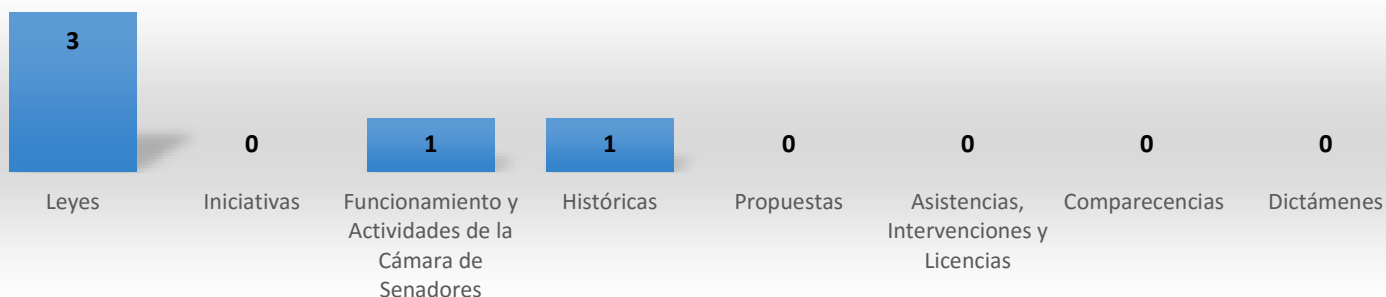 3
0
1
1
0
0
0
0
Leyes
Iniciativas
Funcionamiento y
Actividades de la
Cámara de
Senadores
Históricas
Propuestas
Asistencias,
Intervenciones y
Licencias
Comparecencias
Dictámenes